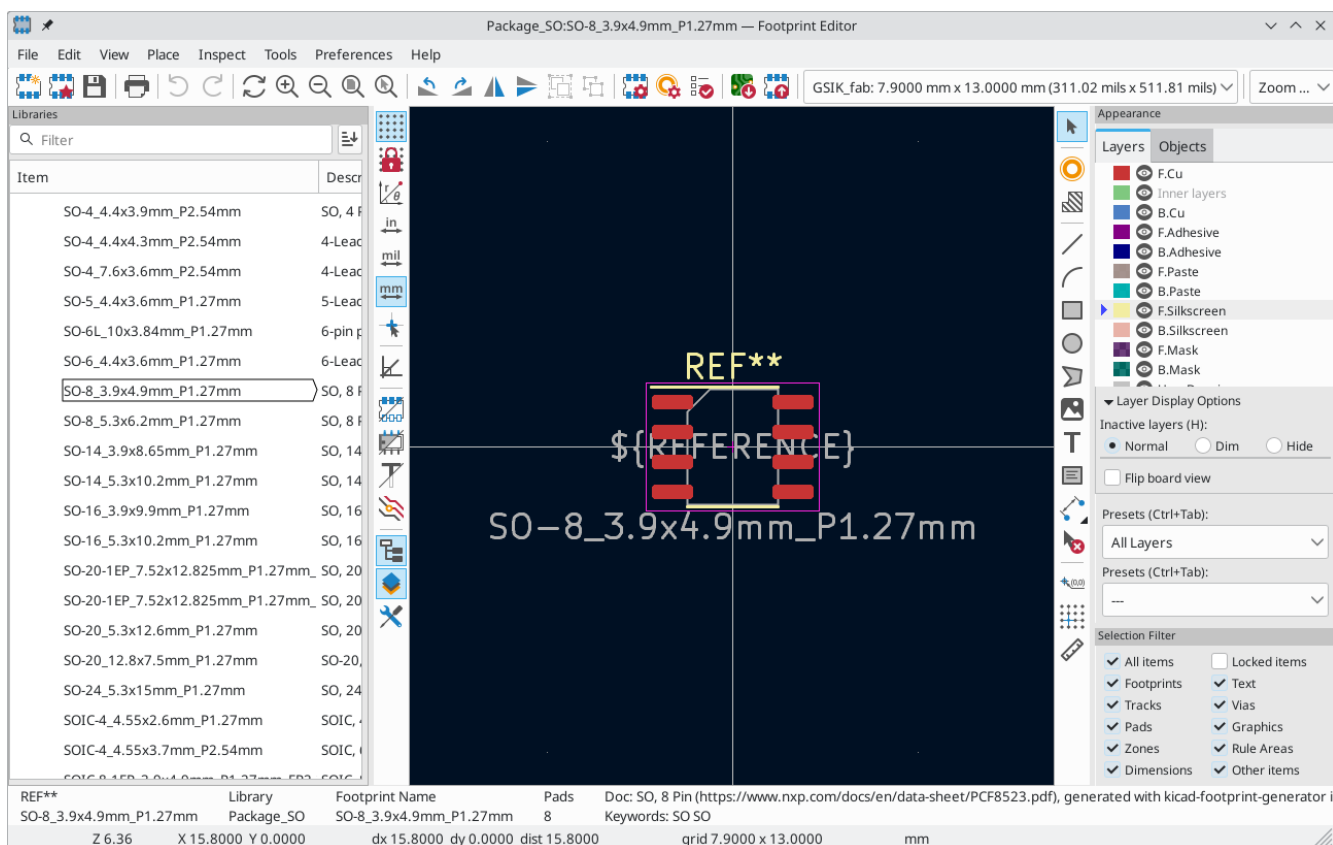 Package_SO:SO-8_3.9x4.9mm_P1.27mm — Footprint Editor
File Edit View Place Inspect Tools Preferences Help
GSIK_fab: 7.9000 mm x 13.0000 mm (311.02 mils x 511.81 mils)
Zoom ...
Libraries
Filter
Item Descr
SO-4_4.4x3.9mm_P2.54mm SO, 4 P
SO-4_4.4x4.3mm_P2.54mm 4-Lead
SO-4_7.6x3.6mm_P2.54mm 4-Lead
SO-5_4.4x3.6mm_P1.27mm 5-Lead
SO-6L_10x3.84mm_P1.27mm 6-pin p
SO-6_4.4x3.6mm_P1.27mm 6-Lead
SO-8_3.9x4.9mm_P1.27mm SO, 8 P
SO-8_5.3x6.2mm_P1.27mm SO, 8 P
SO-14_3.9x8.65mm_P1.27mm SO, 14
SO-14_5.3x10.2mm_P1.27mm SO, 14
SO-16_3.9x9.9mm_P1.27mm SO, 16
SO-16_5.3x10.2mm_P1.27mm SO, 16
SO-20-1EP_7.52x12.825mm_P1.27mm_ SO, 20
SO-20-1EP_7.52x12.825mm_P1.27mm_ SO, 20
SO-20_5.3x12.6mm_P1.27mm SO, 20
SO-20_12.8x7.5mm_P1.27mm SO-20,
SO-24_5.3x15mm_P1.27mm SO, 24
SOIC-4_4.55x2.6mm_P1.27mm SOIC,
SOIC-4_4.55x3.7mm_P2.54mm SOIC,
in
mil
mm
REF**
${REFERENCE}
SO-8_3.9x4.9mm_P1.27mm
T
(0,0)
Appearance
Layers Objects
F.Cu
Inner layers
B.Cu
F.Adhesive
B.Adhesive
F.Paste
B.Paste
F.Silkscreen
B.Silkscreen
F.Mask
B.Mask
Layer Display Options
Inactive layers (H):
Normal Dim Hide
Flip board view
Presets (Ctrl+Tab):
All Layers
Presets (Ctrl+Tab):
---
Selection Filter
All items Locked items
Footprints Text
Tracks Vias
Pads Graphics
Zones Rule Areas
Dimensions Other items
REF** Library Footprint Name Pads Doc: SO, 8 Pin (https://www.nxp.com/docs/en/data-sheet/PCF8523.pdf), generated with kicad-footprint-generator i
SO-8_3.9x4.9mm_P1.27mm Package_SO SO-8_3.9x4.9mm_P1.27mm 8 Keywords: SO SO
Z 6.36 X 15.8000 Y 0.0000 dx 15.8000 dy 0.0000 dist 15.8000 grid 7.9000 x 13.0000 mm